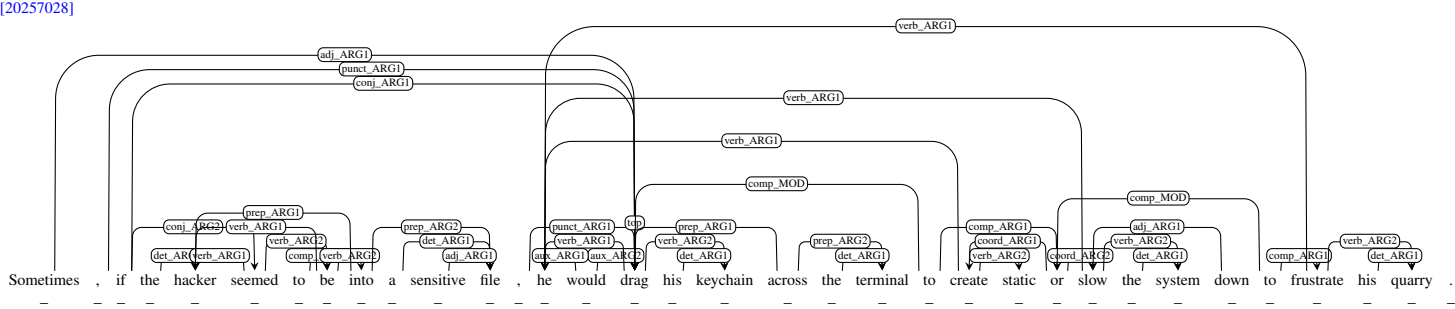 [20257028]
verb_ARG1
adj_ARG1
punct_ARG1
conj_ARG1
verb_ARG1
verb_ARG1
comp_MOD
comp_MOD
prep_ARG1
conj_ARG2 verb_ARG1 prep_ARG2 punct_ARG1 top prep_ARG1 comp_ARG1 adj_ARG1
verb_ARG2 det_ARG1 verb_ARG1 verb_ARG2 prep_ARG2 coord_ARG1 verb_ARG2 verb_ARG2
verb_ARG1 verb_ARG2 adj_ARG1 aux_ARG1 aux_ARG2 det_ARG1 det_ARG1 verb_ARG2 coord_ARG2 det_ARG1 comp_ARG1 det_ARG1
Sometimes , if the hacker seemed to be into a sensitive file , he would drag his keychain across the terminal to create static or slow the system down to frustrate his quarry .
_ _ _ _ _ _ _ _ _ _ _ _ _ _ _ _ _ _ _ _ _ _ _ _ _ _ _ _ _ _ _ _ _ _